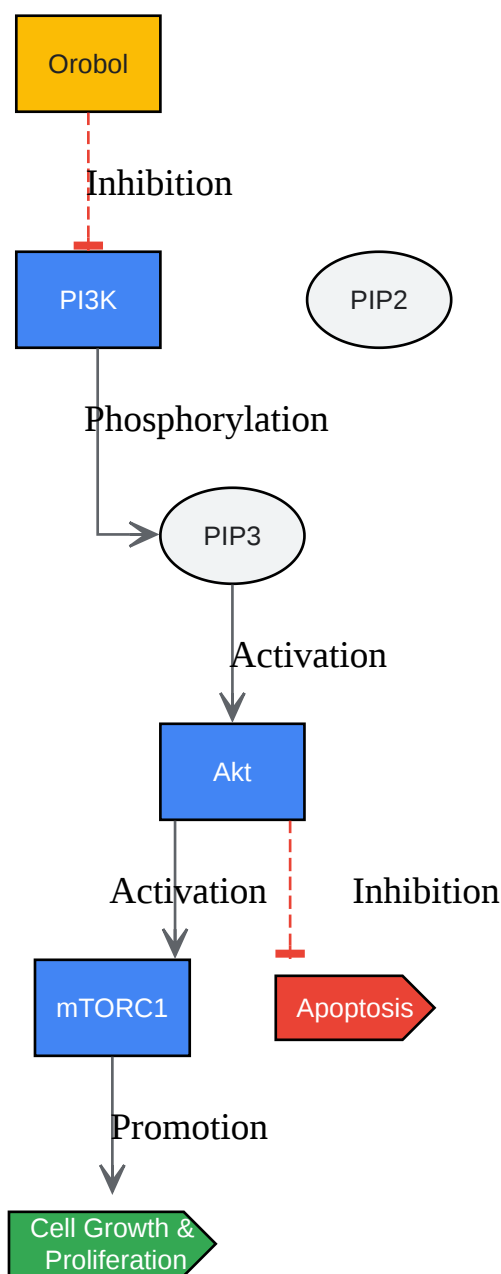 Orobol
Inhibition
PI3K
PIP2
Phosphorylation
PIP3
Activation
Akt
Activation
Inhibition
mTORC1
Apoptosis
Promotion
Cell Growth &
Proliferation